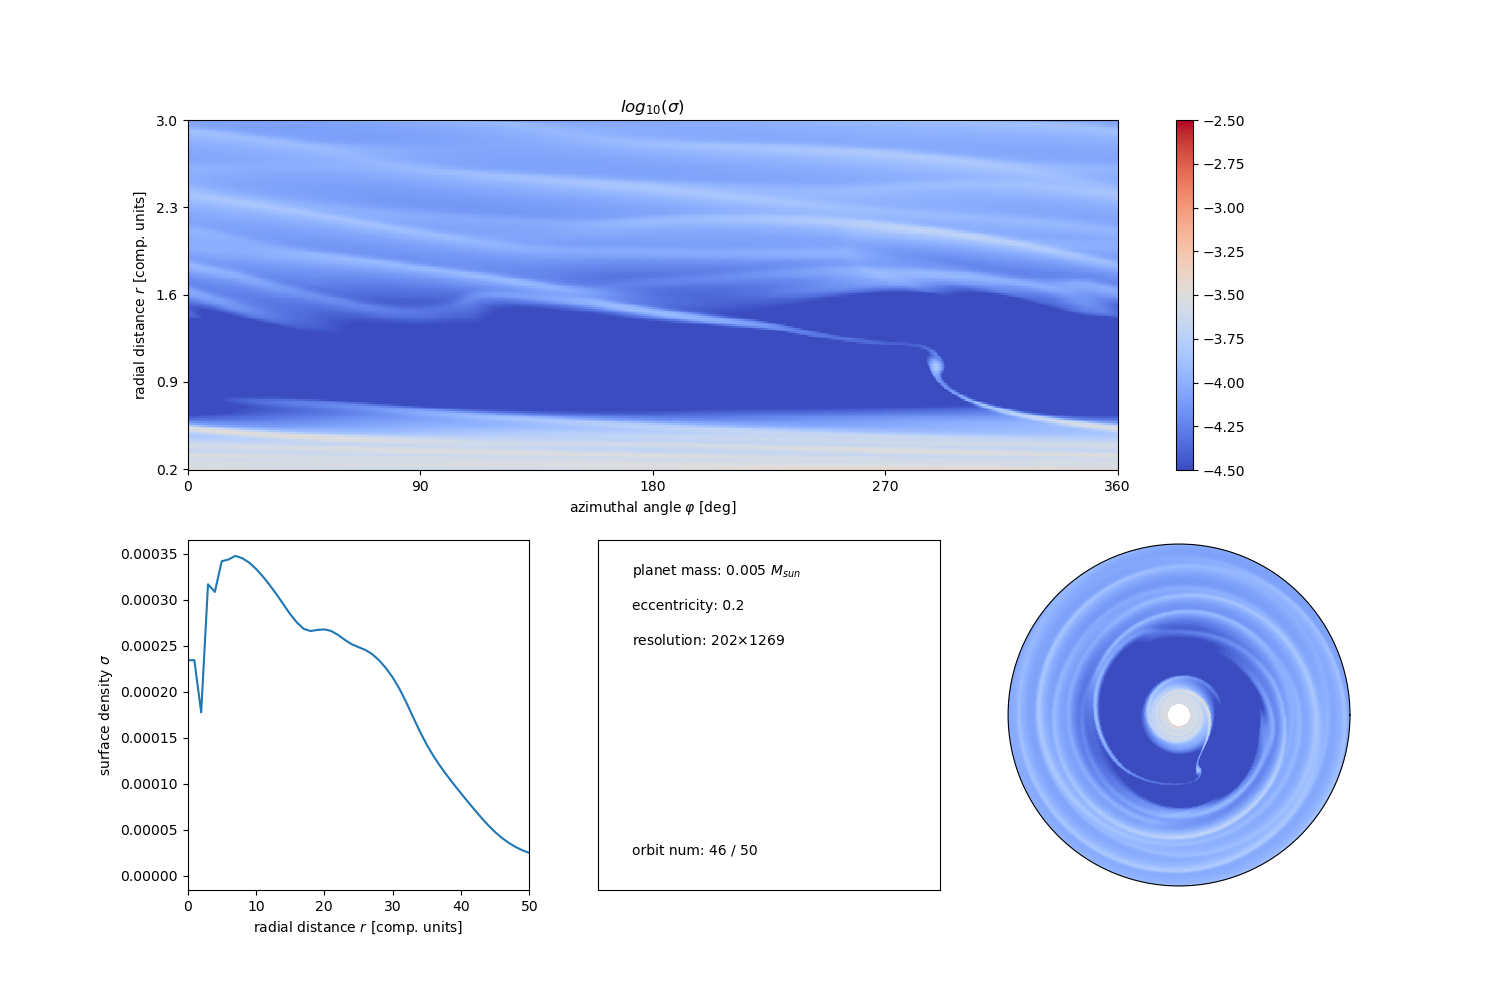 log₁₀(σ)
3.0
2.3
1.6
0.9
0.2
radial distance r [comp. units]
0 90 180 270 360
azimuthal angle φ [deg]
−2.50
−2.75
−3.00
−3.25
−3.50
−3.75
−4.00
−4.25
−4.50
0.00035
0.00030
0.00025
0.00020
0.00015
0.00010
0.00005
0.00000
surface density σ
0 10 20 30 40 50
radial distance r [comp. units]
planet mass: 0.005 M_sun
eccentricity: 0.2
resolution: 202×1269
orbit num: 46 / 50